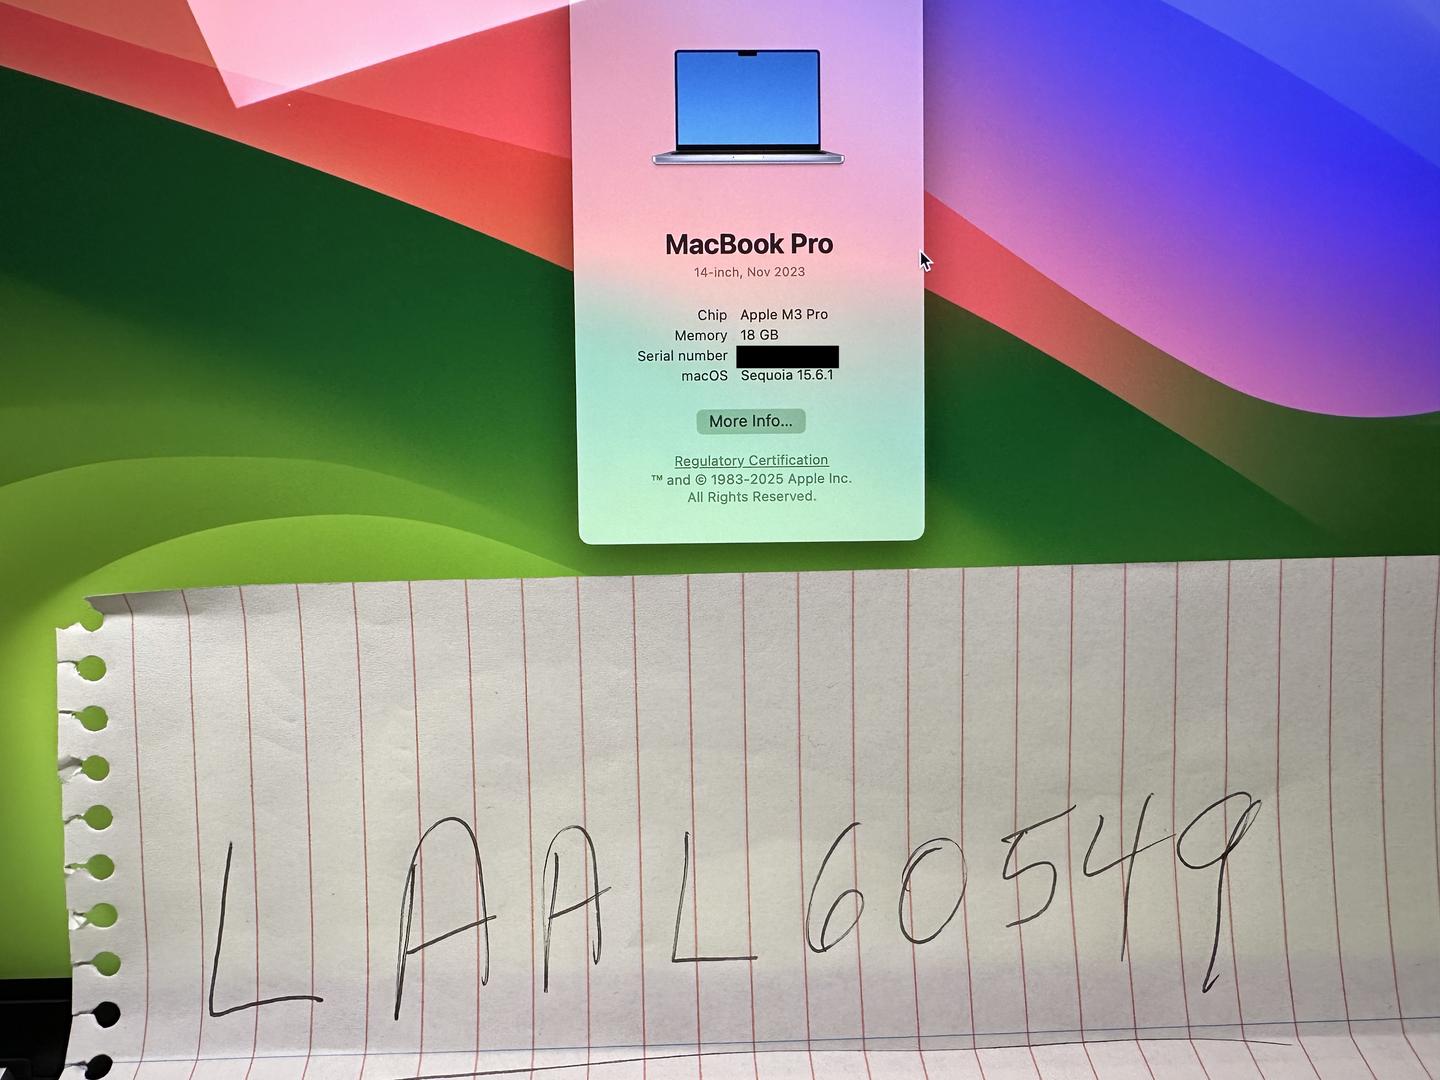 MacBook Pro
14-inch, Nov 2023
Chip Apple M3 Pro
Memory 18 GB
Serial number
macOS Sequoia 15.6.1
More Info...
Regulatory Certification
™ and © 1983-2025 Apple Inc.
All Rights Reserved.
LAAL60549